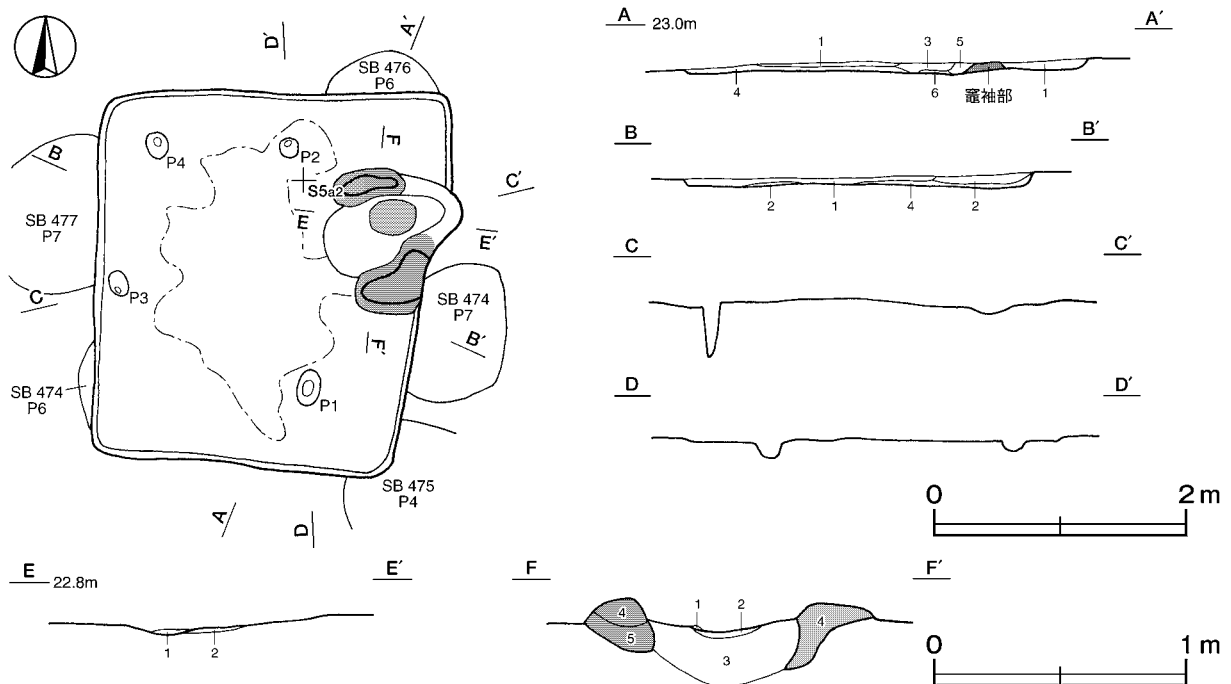 A 23.0m A′
1 3 5
4 6 竈袖部 1
B B′
2 1 4 2
C C′
D D′
0 2m
E 22.8m E′
1 2
F F′
4 1 2 4
5 3
0 1m
D′ A′
SB 476
P6
B P4 P2 F
S5a2 C′
SB 477
P7
E E′
C P3
SB 474
P7
B′
F′
SB 474
P6
P1
SB 475
P4
A D